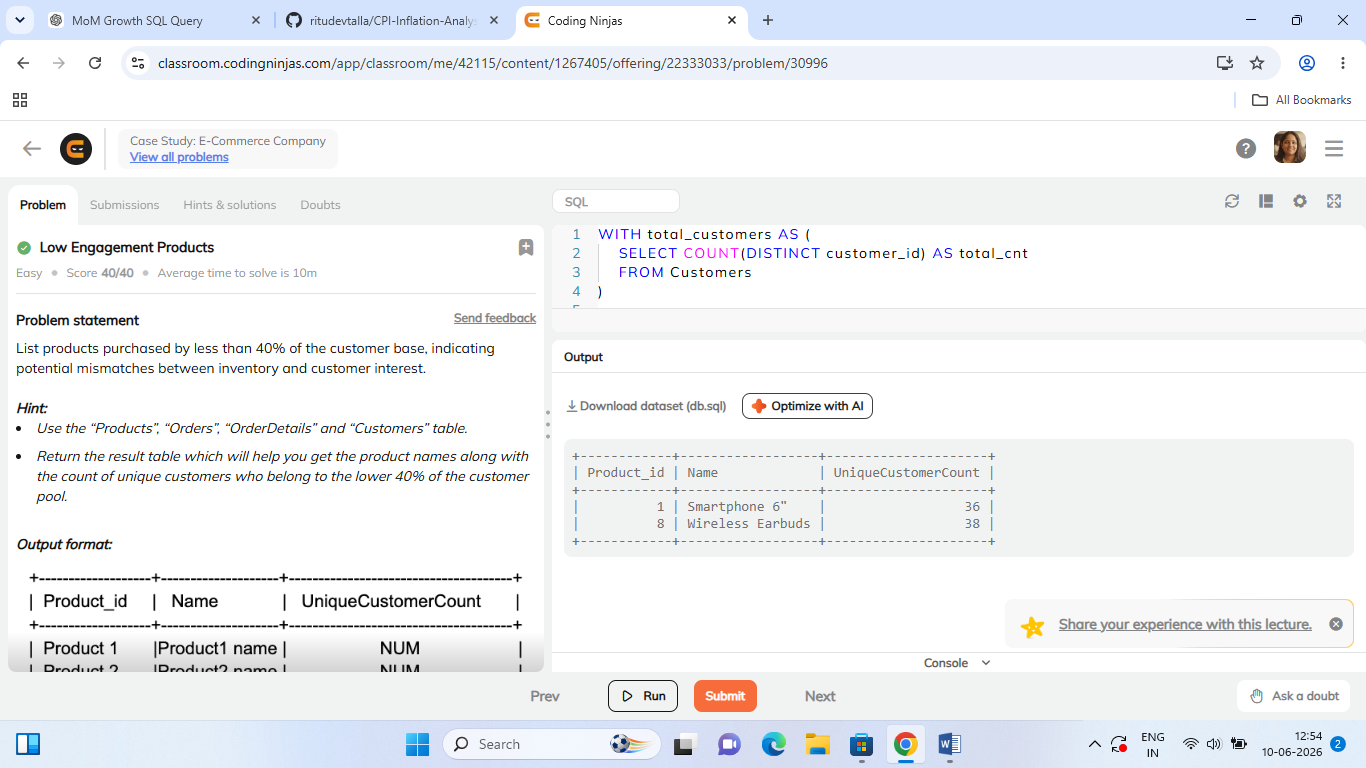 MoM Growth SQL Query
ritudevtalla/CPI-Inflation-Analys
Coding Ninjas
classroom.codingninjas.com/app/classroom/me/42115/content/1267405/offering/22333033/problem/30996
All Bookmarks
Case Study: E-Commerce Company
View all problems
Problem
Submissions
Hints & solutions
Doubts
Low Engagement Products
Easy
Score 40/40
Average time to solve is 10m
Problem statement
Send feedback
List products purchased by less than 40% of the customer base, indicating
potential mismatches between inventory and customer interest.
Hint:
Use the “Products”, “Orders”, “OrderDetails” and “Customers” table.
Return the result table which will help you get the product names along with
the count of unique customers who belong to the lower 40% of the customer
pool.
Output format:
+-------------------+--------------------+--------------------------------------+
| Product_id | Name | UniqueCustomerCount |
+-------------------+--------------------+--------------------------------------+
| Product 1 |Product1 name | NUM |
| Product 2 |Product2 name | NUM |
SQL
1 WITH total_customers AS (
2 SELECT COUNT(DISTINCT customer_id) AS total_cnt
3 FROM Customers
4 )
5
Output
Download dataset (db.sql)
Optimize with AI
+------------+------------------+---------------------+
| Product_id | Name | UniqueCustomerCount |
+------------+------------------+---------------------+
| 1 | Smartphone 6" | 36 |
| 8 | Wireless Earbuds | 38 |
+------------+------------------+---------------------+
Share your experience with this lecture.
Console
Prev
Run
Submit
Next
Ask a doubt
Search
ENG
IN
12:54
10-06-2026
2